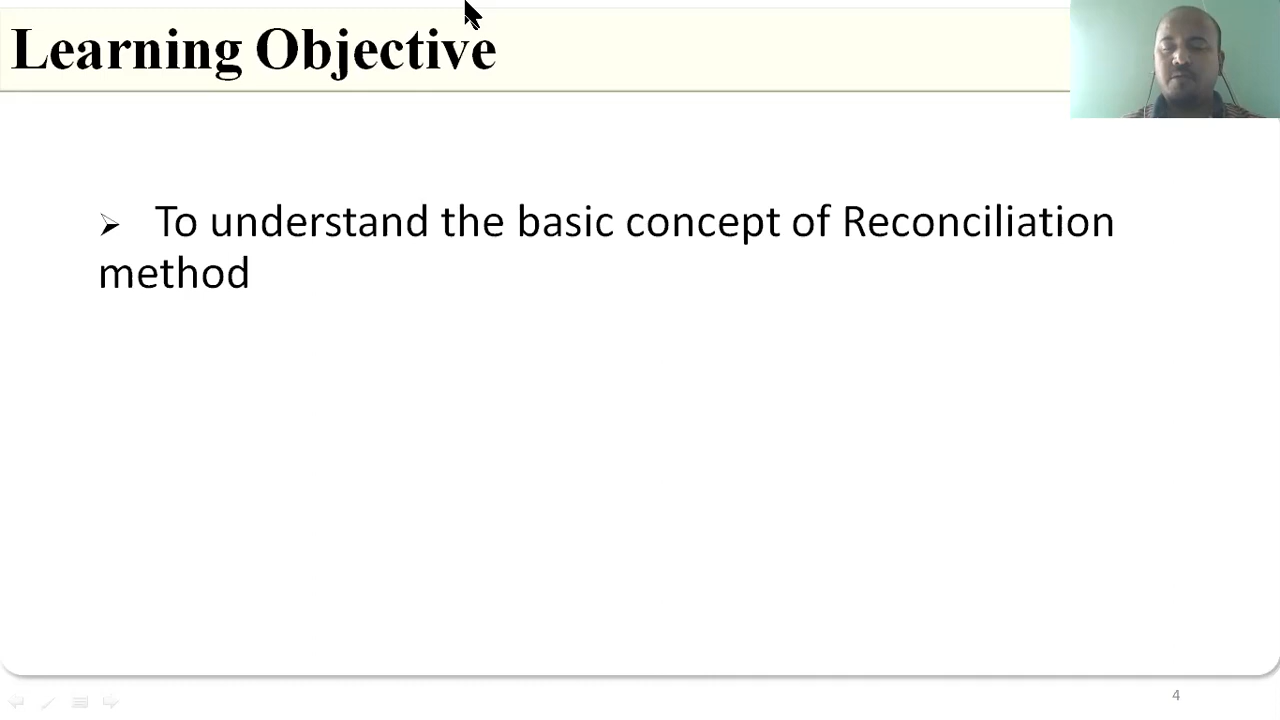 Learning Objective
➢ To understand the basic concept of Reconciliation
method
4